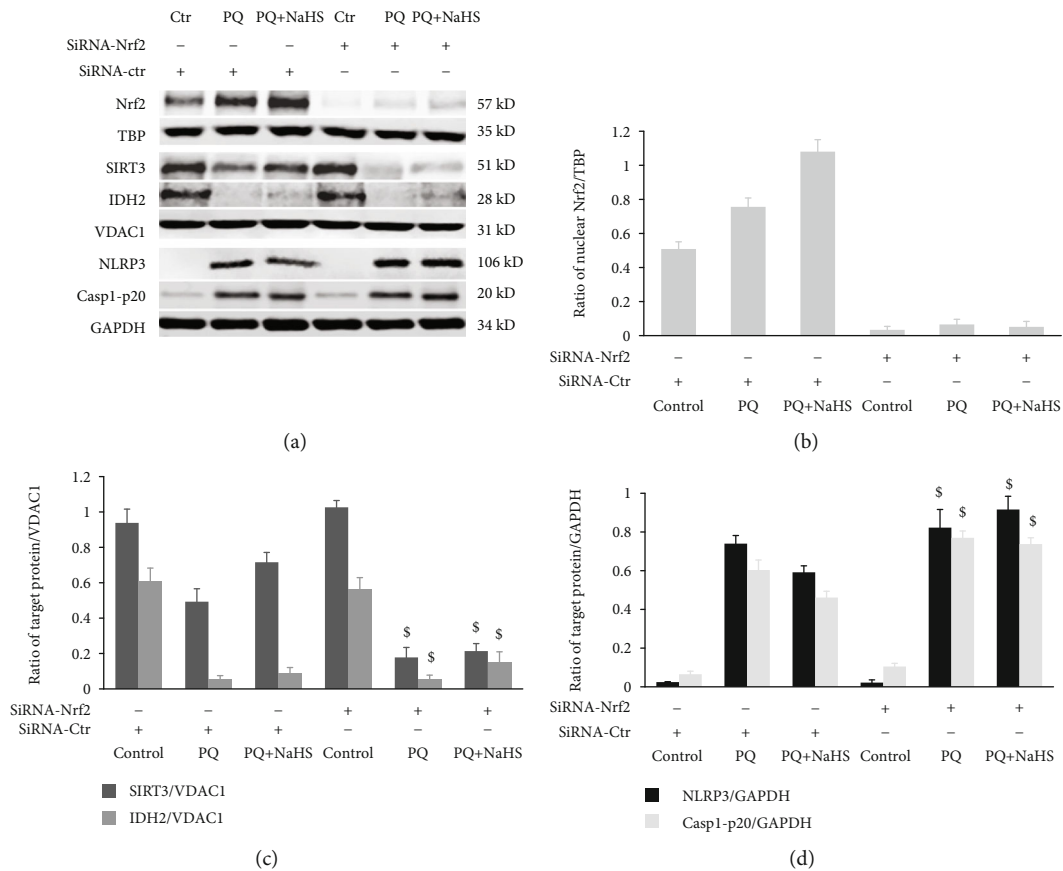 Ctr PQ PQ+NaHS Ctr PQ PQ+NaHS
SiRNA-Nrf2 – – – + + +
SiRNA-ctr + + + – – –
Nrf2 57 kD
TBP 35 kD
SIRT3 51 kD
IDH2 28 kD
VDAC1 31 kD
NLRP3 106 kD
Casp1-p20 20 kD
GAPDH 34 kD
(a)
Ratio of nuclear Nrf2/TBP
1.2
1
0.8
0.6
0.4
0.2
0
SiRNA-Nrf2 – – – + + +
SiRNA-Ctr + + + – – –
Control PQ PQ+NaHS Control PQ PQ+NaHS
(b)
Ratio of target protein/VDAC1
1.2
1
0.8
0.6
0.4
0.2
0
$ $ $ $
SiRNA-Nrf2 – – – + + +
SiRNA-Ctr + + + – – –
Control PQ PQ+NaHS Control PQ PQ+NaHS
SIRT3/VDAC1
IDH2/VDAC1
(c)
Ratio of target protein/GAPDH
1
0.8
0.6
0.4
0.2
0
$ $ $ $
SiRNA-Nrf2 – – – + + +
SiRNA-Ctr + + + – – –
Control PQ PQ+NaHS Control PQ PQ+NaHS
NLRP3/GAPDH
Casp1-p20/GAPDH
(d)